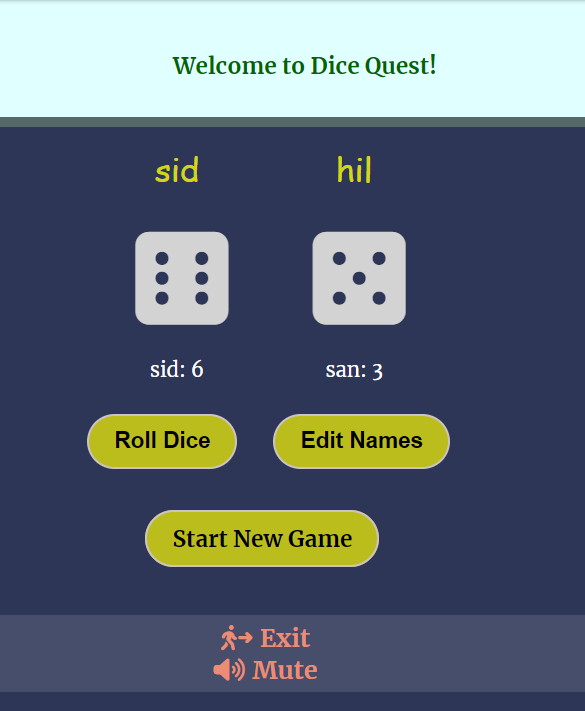 Welcome to Dice Quest!
sid hil
sid: 6 san: 3
Roll Dice Edit Names
Start New Game
Exit
Mute